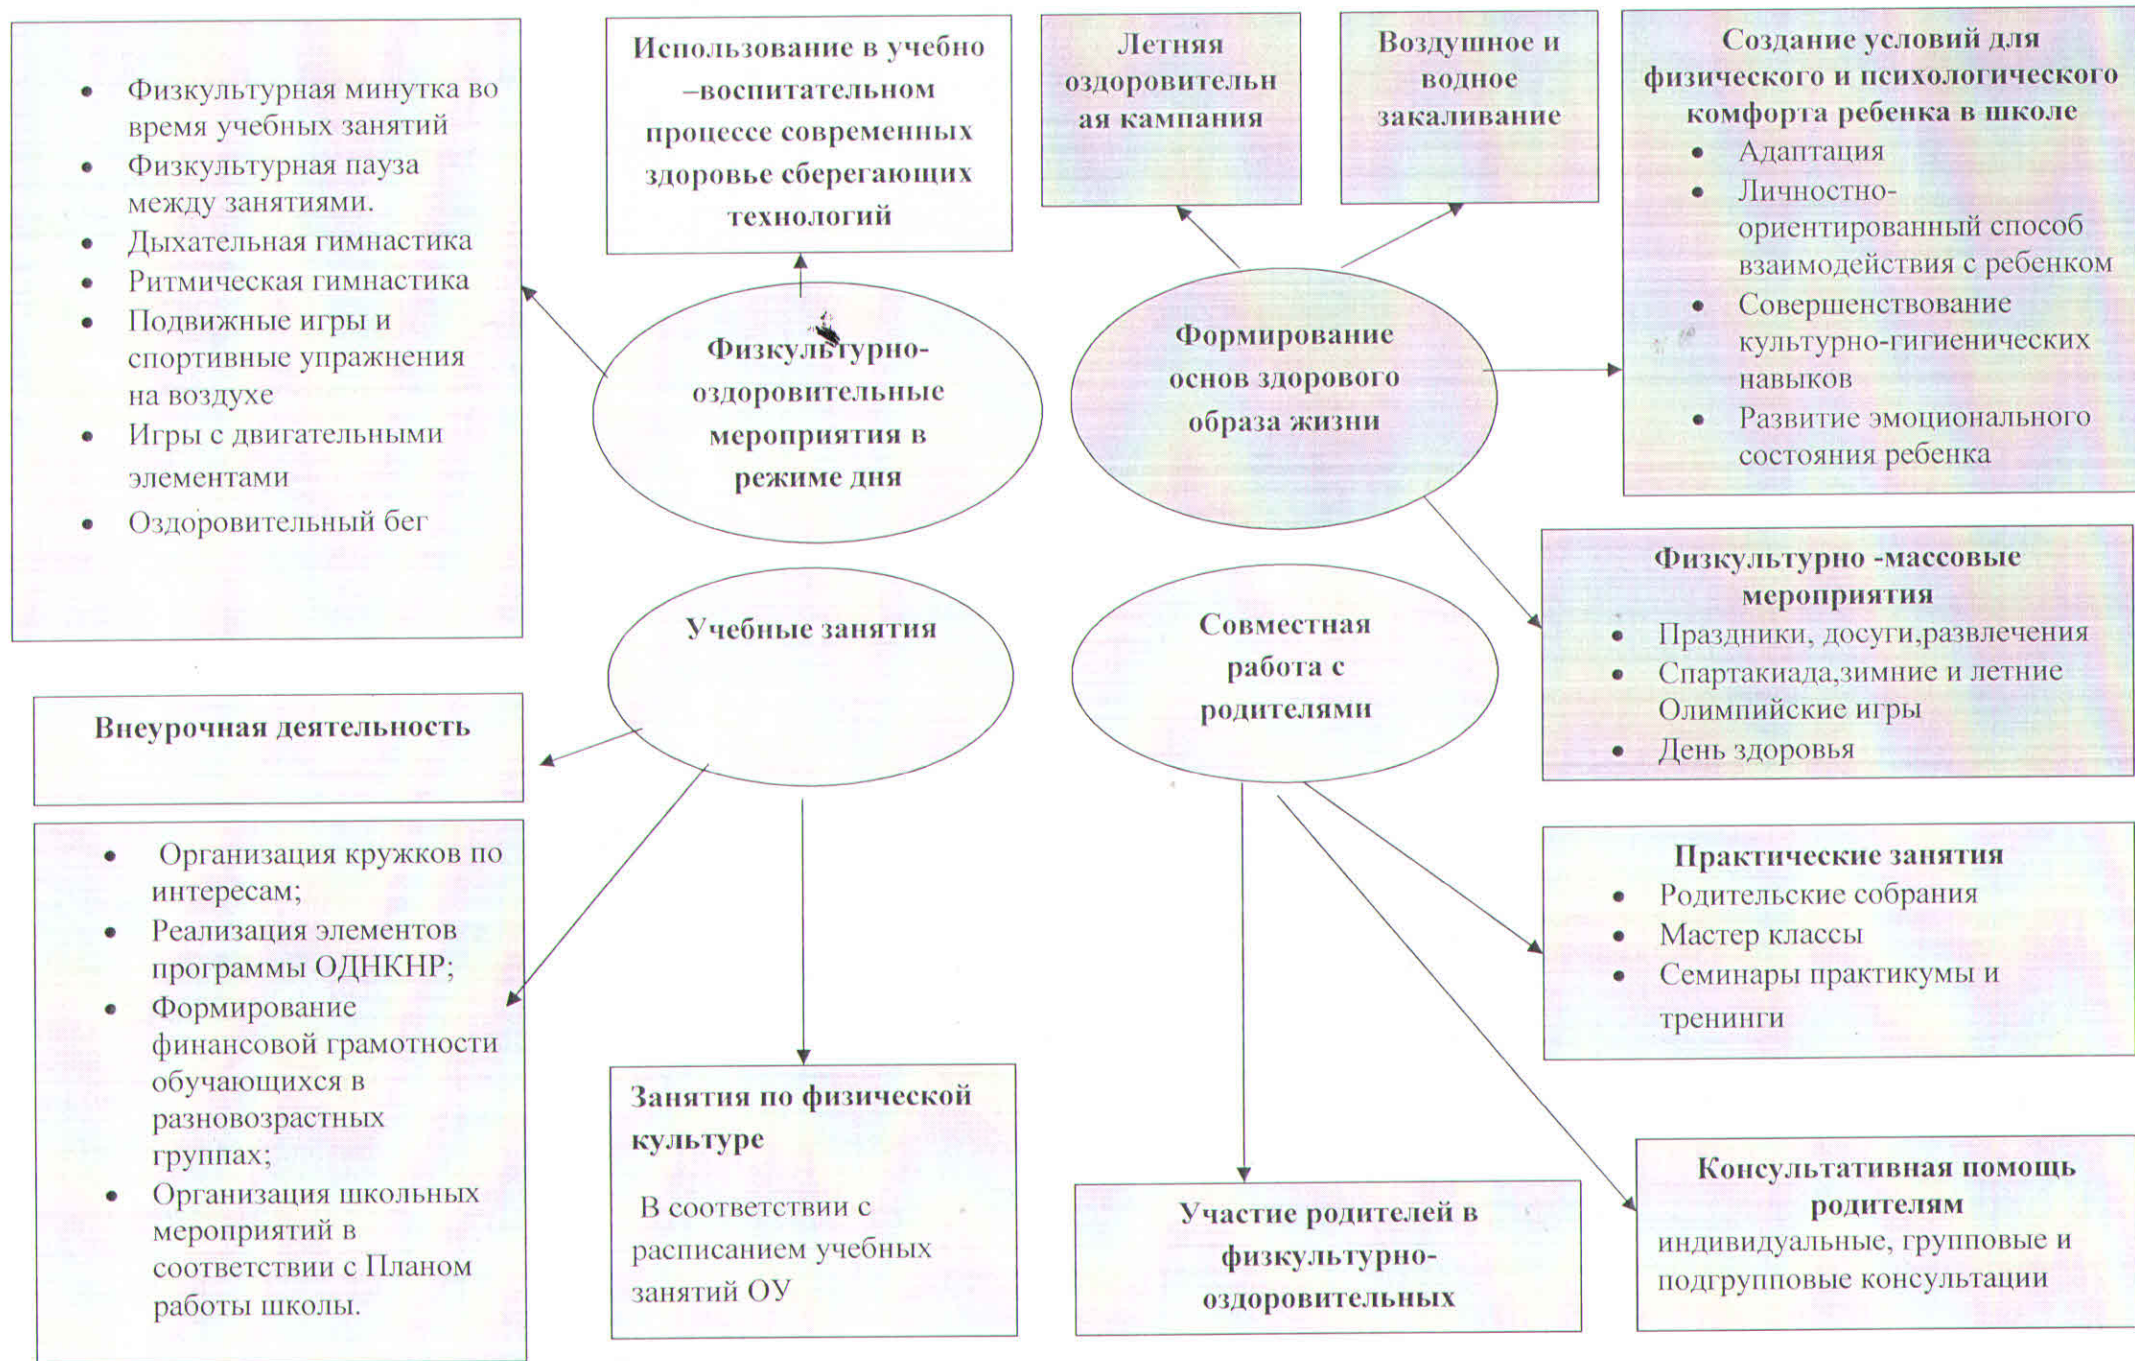 Физкультурная минутка во
время учебных занятий
Физкультурная пауза
между занятиями.
Дыхательная гимнастика
Ритмическая гимнастика
Подвижные игры и
спортивные упражнения
на воздухе
Игры с двигательными
элементами
Оздоровительный бег
Использование в учебно
–воспитательном
процессе современных
здоровье сберегающих
технологий
Летняя
оздоровительн
ая кампания
Воздушное и
водное
закаливание
Создание условий для
физического и психологического
комфорта ребенка в школе
Адаптация
Личностно-
ориентированный способ
взаимодействия с ребенком
Совершенствование
культурно-гигиенических
навыков
Развитие эмоционального
состояния ребенка
Физкультурно-
оздоровительные
мероприятия в
режиме дня
Формирование
основ здорового
образа жизни
Физкультурно -массовые
мероприятия
Праздники, досуги,развлечения
Спартакиада,зимние и летние
Олимпийские игры
День здоровья
Учебные занятия
Совместная
работа с
родителями
Внеурочная деятельность
Организация кружков по
интересам;
Реализация элементов
программы ОДНКНР;
Формирование
финансовой грамотности
обучающихся в
разновозрастных
группах;
Организация школьных
мероприятий в
соответствии с Планом
работы школы.
Занятия по физической
культуре
В соответствии с
расписанием учебных
занятий ОУ
Участие родителей в
физкультурно-
оздоровительных
Практические занятия
Родительские собрания
Мастер классы
Семинары практикумы и
тренинги
Консультативная помощь
родителям
индивидуальные, групповые и
подгрупповые консультации